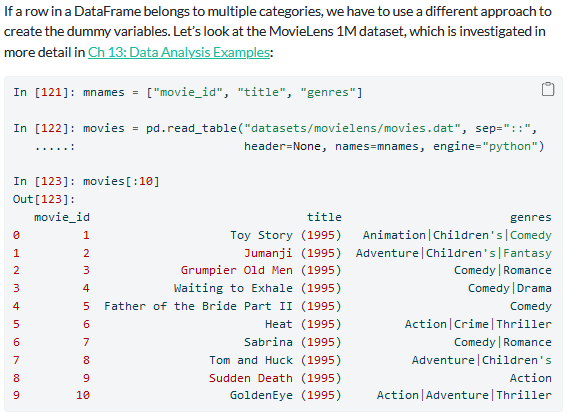 If a row in a DataFrame belongs to multiple categories, we have to use a different approach to
create the dummy variables. Let’s look at the MovieLens 1M dataset, which is investigated in
more detail in Ch 13: Data Analysis Examples:
In [121]: mnames = ["movie_id", "title", "genres"]
In [122]: movies = pd.read_table("datasets/movielens/movies.dat", sep="::",
.....: header=None, names=mnames, engine="python")
In [123]: movies[:10]
Out[123]:
movie_id title genres
0 1 Toy Story (1995) Animation|Children's|Comedy
1 2 Jumanji (1995) Adventure|Children's|Fantasy
2 3 Grumpier Old Men (1995) Comedy|Romance
3 4 Waiting to Exhale (1995) Comedy|Drama
4 5 Father of the Bride Part II (1995) Comedy
5 6 Heat (1995) Action|Crime|Thriller
6 7 Sabrina (1995) Comedy|Romance
7 8 Tom and Huck (1995) Adventure|Children's
8 9 Sudden Death (1995) Action
9 10 GoldenEye (1995) Action|Adventure|Thriller